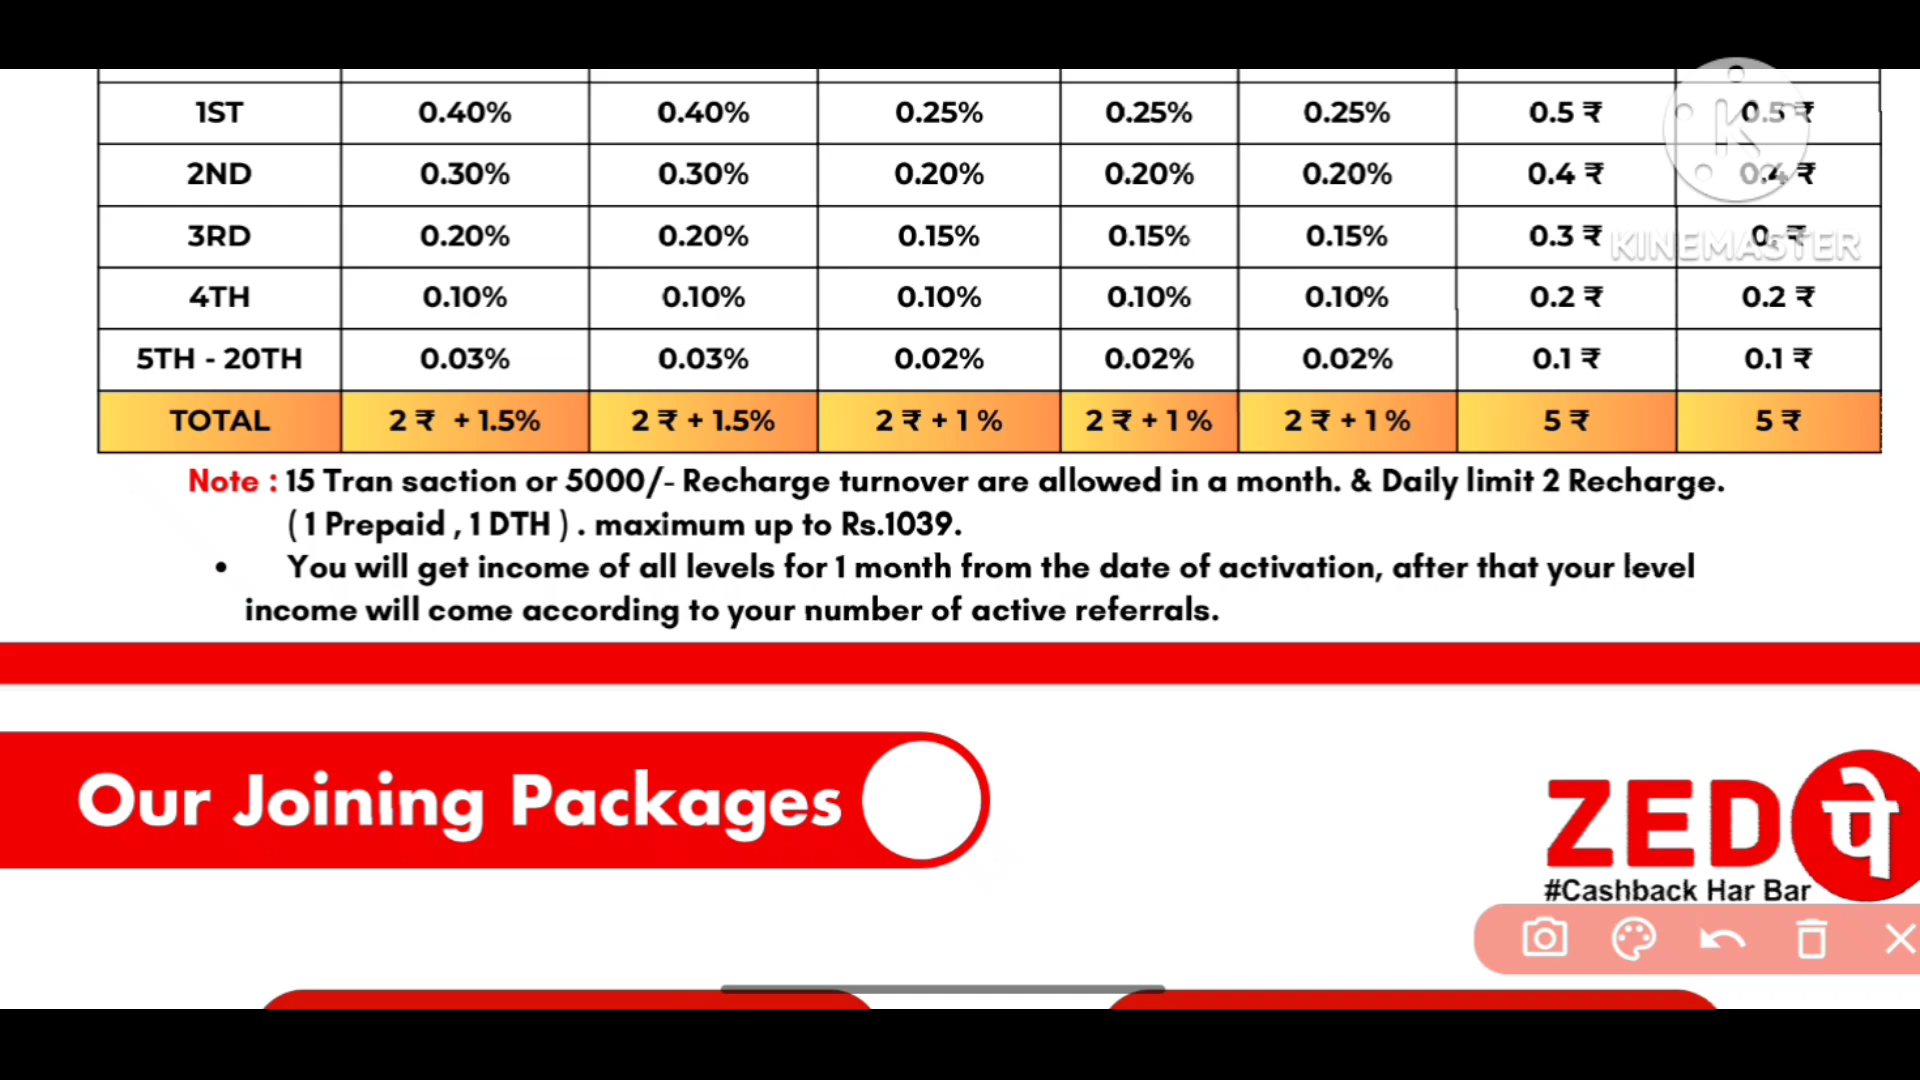 1ST 0.40% 0.40% 0.25% 0.25% 0.25% 0.5 ₹ 0.5 ₹
2ND 0.30% 0.30% 0.20% 0.20% 0.20% 0.4 ₹ 0.4 ₹
3RD 0.20% 0.20% 0.15% 0.15% 0.15% 0.3 ₹
KINEMASTER
4TH 0.10% 0.10% 0.10% 0.10% 0.10% 0.2 ₹ 0.2 ₹
5TH - 20TH 0.03% 0.03% 0.02% 0.02% 0.02% 0.1 ₹ 0.1 ₹
TOTAL 2 ₹ + 1.5% 2 ₹ + 1.5% 2 ₹ + 1 % 2 ₹ + 1 % 2 ₹ + 1 % 5 ₹ 5 ₹
Note : 15 Tran saction or 5000/- Recharge turnover are allowed in a month. & Daily limit 2 Recharge.
( 1 Prepaid , 1 DTH ) . maximum up to Rs.1039.
• You will get income of all levels for 1 month from the date of activation, after that your level
income will come according to your number of active referrals.
Our Joining Packages
ZED पे
#Cashback Har Bar